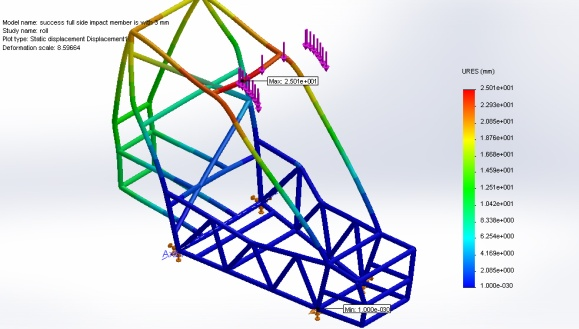 Model name: success full side impact member is with 3 mm
Study name: roll
Plot type: Static displacement Displacement1
Deformation scale: 8.59664
URES (mm)
2.501e+001
2.293e+001
2.085e+001
1.876e+001
1.668e+001
1.459e+001
1.251e+001
1.042e+001
8.338e+000
6.254e+000
4.169e+000
2.085e+000
1.000e-030
Max: 2.501e+001
Min: 1.000e-030